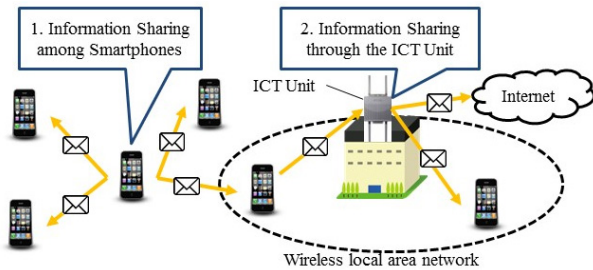 1. Information Sharing
among Smartphones
2. Information Sharing
through the ICT Unit
ICT Unit
Internet
Wireless local area network